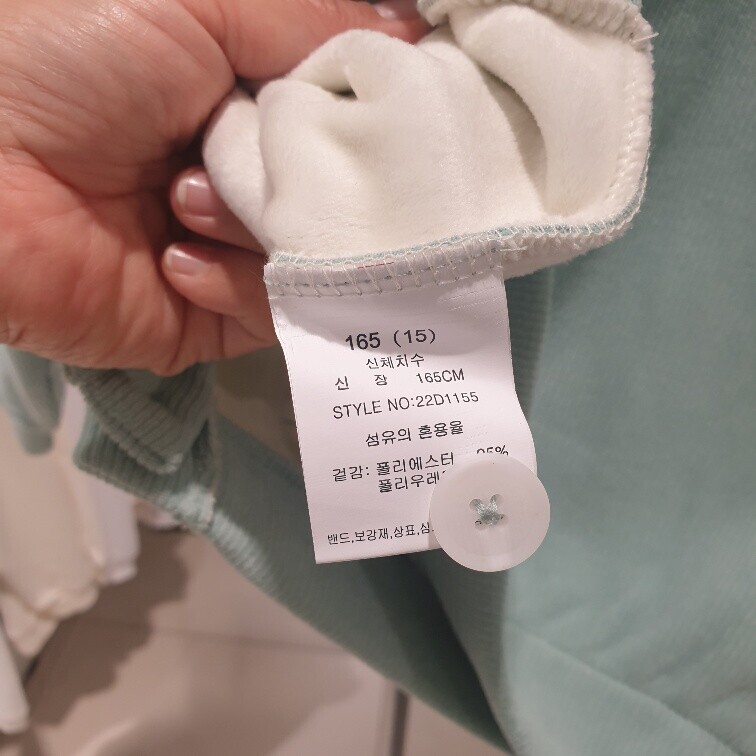 165 (15)
신체치수
신 장 165CM
STYLE NO:22D1155
섬유의 혼용율
겉감: 폴리에스터 95%
폴리우레
밴드,보강재,상표,심